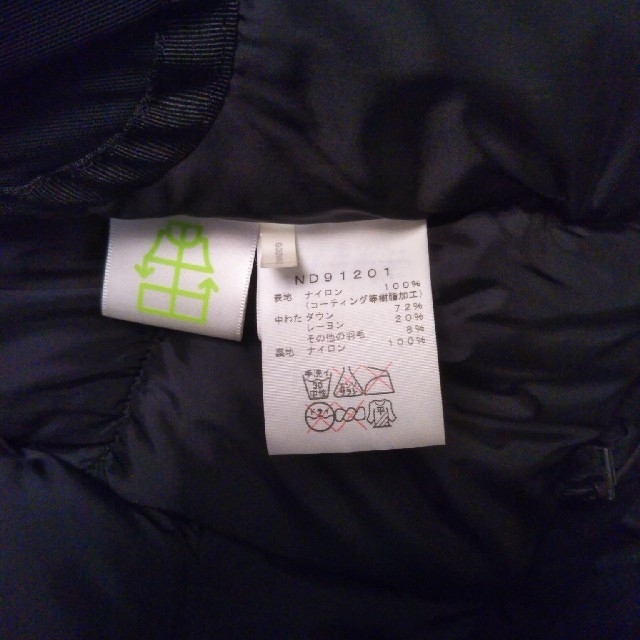 ND91201
表地 ナイロン 100%
(コーティング等樹脂加工)
中わた ダウン 72%
レーヨン 20%
その他の羽毛 8%
裏地 ナイロン 100%
30